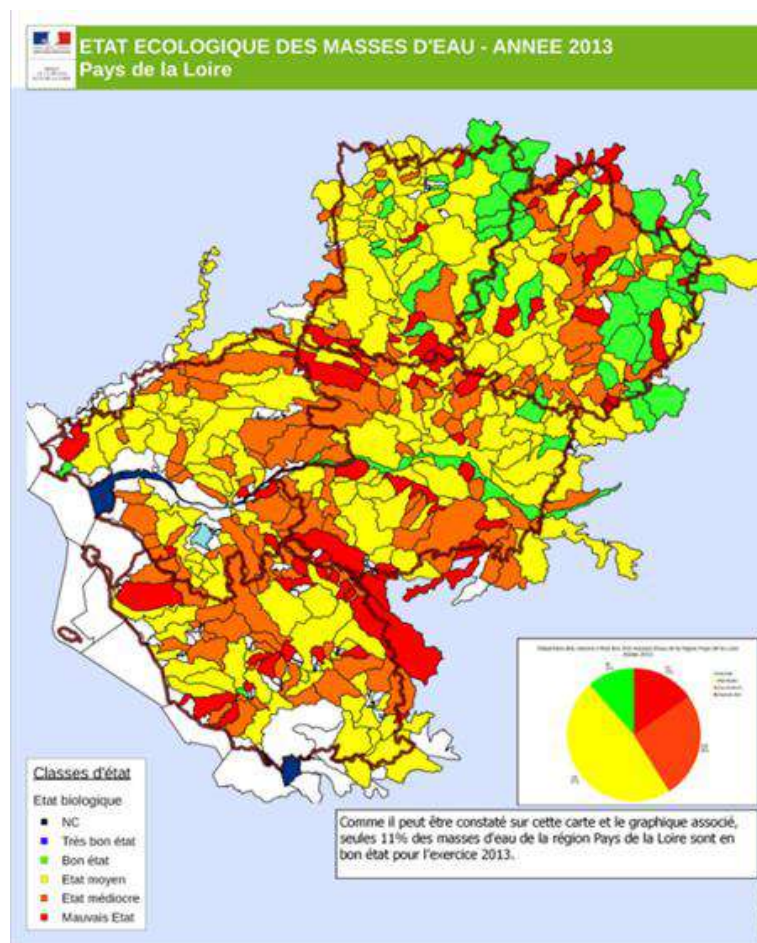 ETAT ECOLOGIQUE DES MASSES D'EAU - ANNEE 2013
Pays de la Loire
Classes d'état
Etat biologique
NC
Très bon état
Bon état
Etat moyen
Etat médiocre
Mauvais Etat
Comme il peut être constaté sur cette carte et le graphique associé,
seules 11% des masses d'eau de la région Pays de la Loire sont en
bon état pour l'exercice 2013.